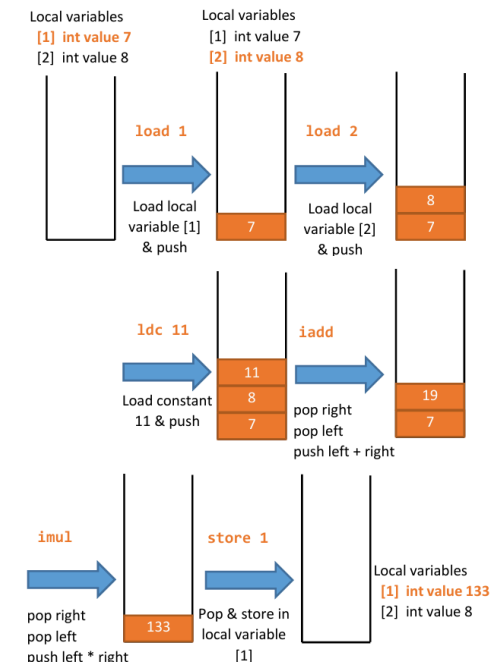 Local variables
[1] int value 7
[2] int value 8
Local variables
[1] int value 7
[2] int value 8
load 1
Load local
variable [1]
& push
7
load 2
Load local
variable [2]
& push
8
7
ldc 11
Load constant
11 & push
11
8
7
iadd
pop right
pop left
push left + right
19
7
imul
pop right
pop left
push left * right
133
store 1
Pop & store in
local variable
[1]
Local variables
[1] int value 133
[2] int value 8